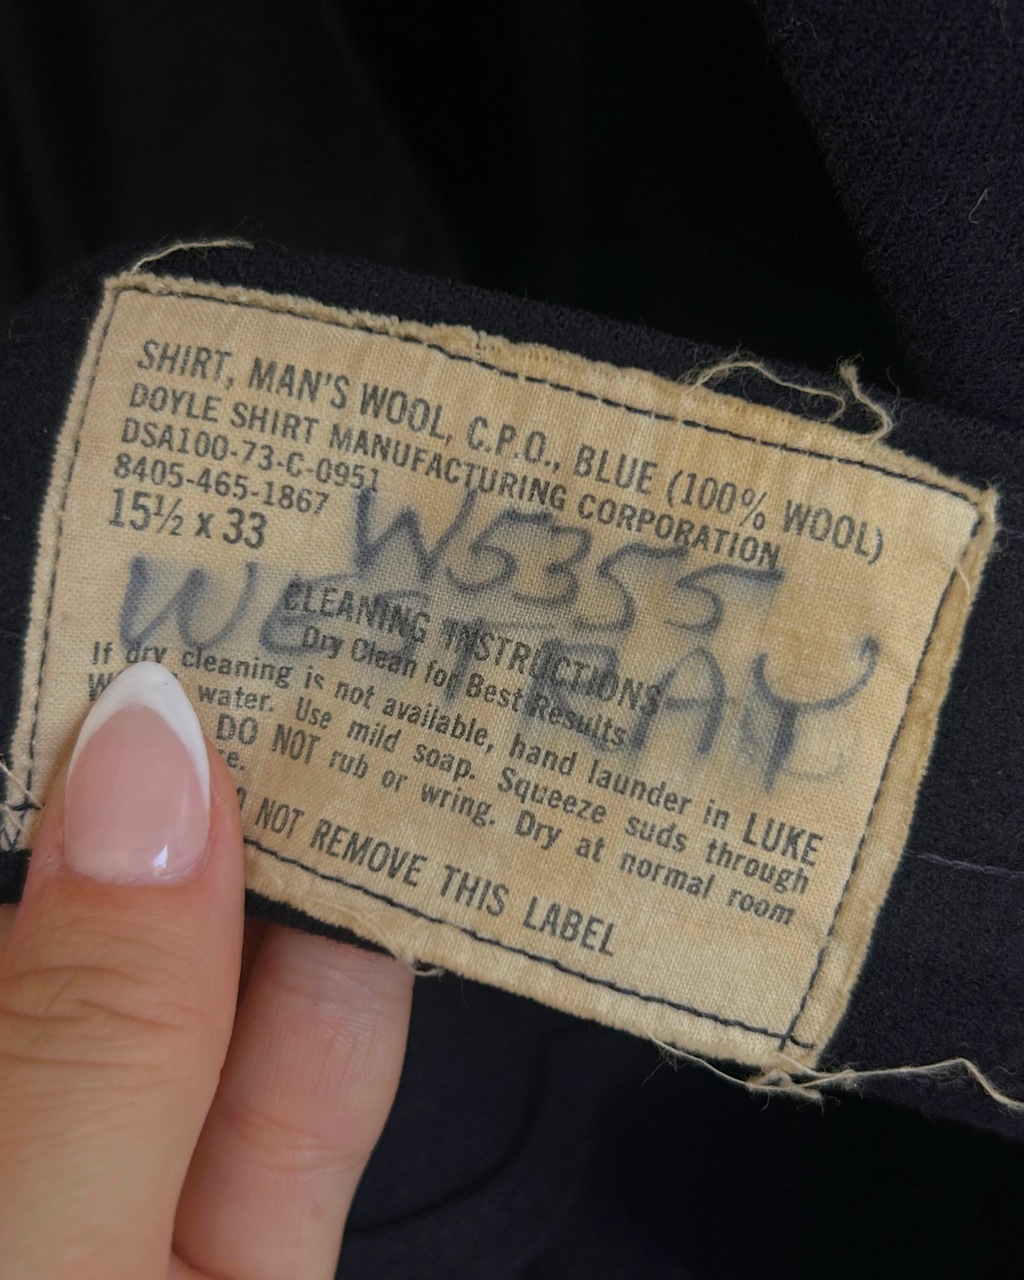 SHIRT, MAN'S WOOL, C.P.O., BLUE (100% WOOL)
DOYLE SHIRT MANUFACTURING CORPORATION
DSA100-73-C-0951
8405-465-1867
15½ x 33
W5355
WESTRAY
CLEANING INSTRUCTIONS
Dry Clean for Best Results
If dry cleaning is not available, hand launder in LUKE
water. Use mild soap. Squeeze suds through
DO NOT rub or wring. Dry at normal room
NOT REMOVE THIS LABEL